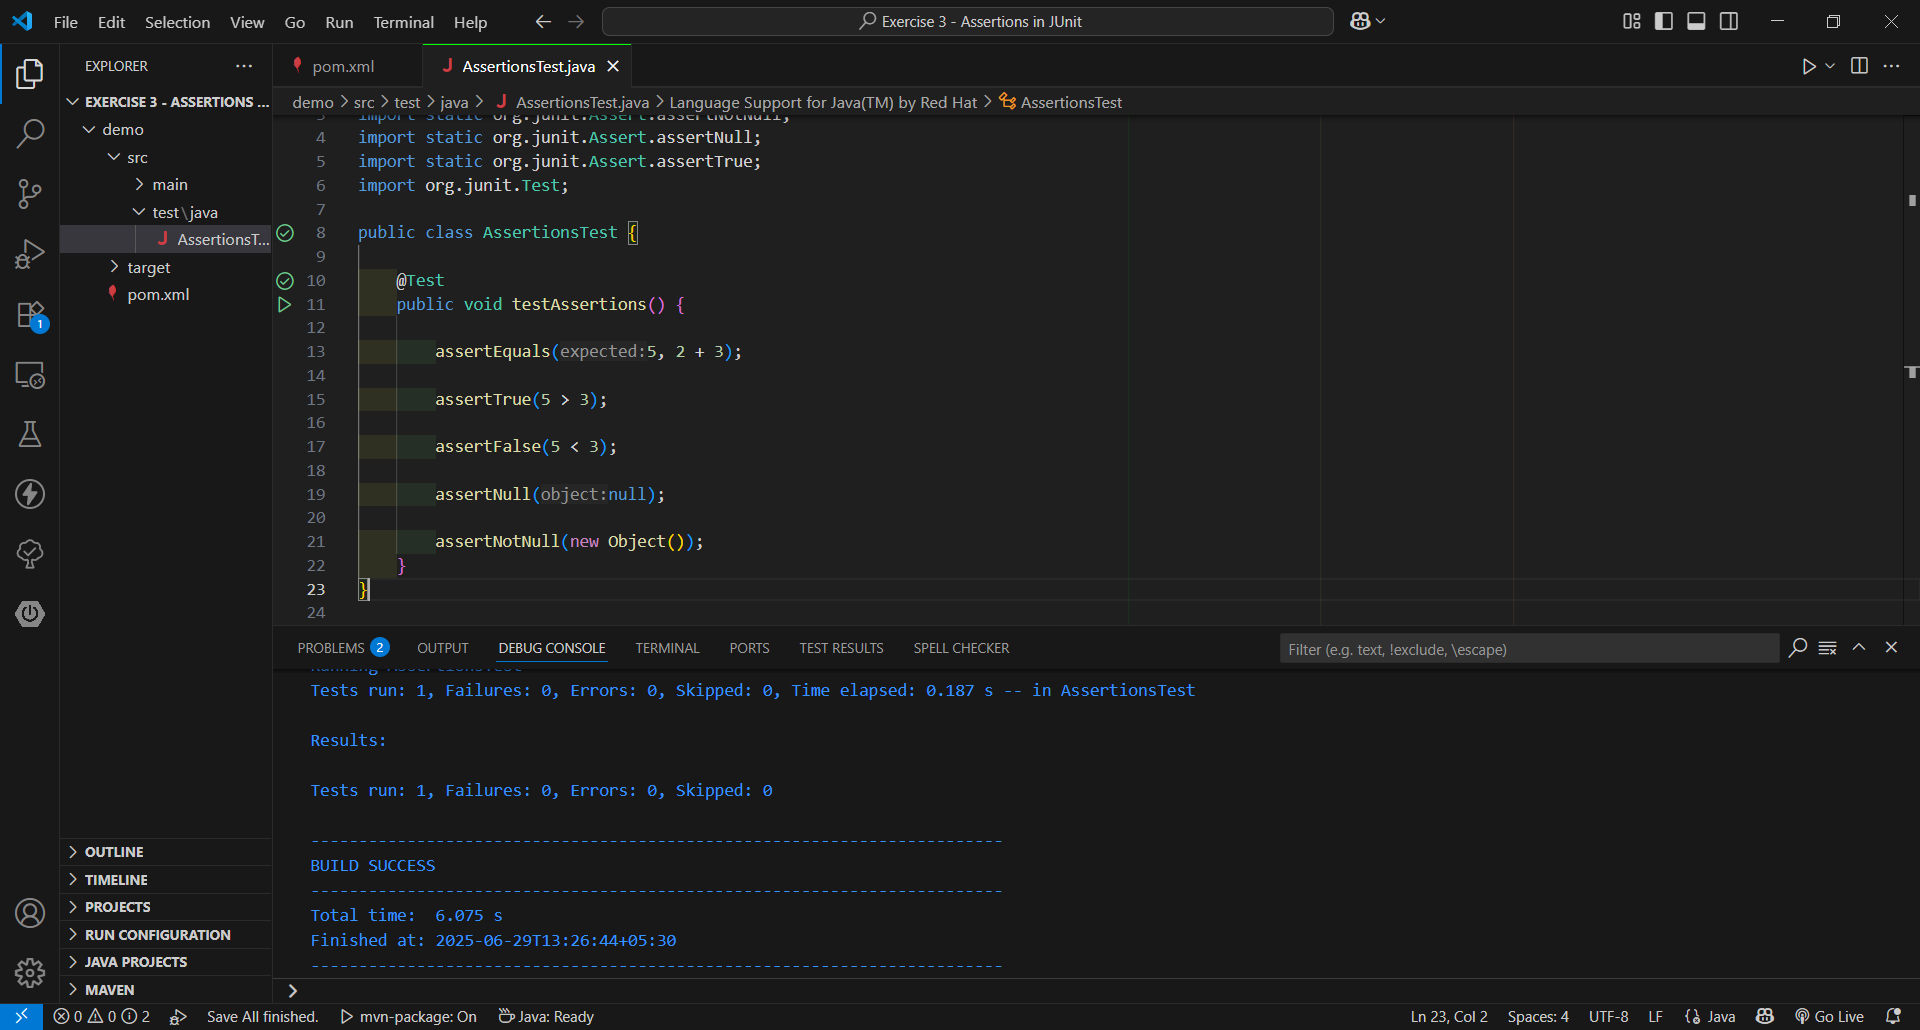 File Edit Selection View Go Run Terminal Help
Exercise 3 - Assertions in JUnit
EXPLORER
EXERCISE 3 - ASSERTIONS ...
demo
src
main
test\java
AssertionsT...
target
pom.xml
OUTLINE
TIMELINE
PROJECTS
RUN CONFIGURATION
JAVA PROJECTS
MAVEN
1
pom.xml
AssertionsTest.java
demo > src > test > java > AssertionsTest.java > Language Support for Java(TM) by Red Hat > AssertionsTest
3 import static org.junit.Assert.assertNotNull;
4 import static org.junit.Assert.assertNull;
5 import static org.junit.Assert.assertTrue;
6 import org.junit.Test;
7
8 public class AssertionsTest {
9
10 @Test
11 public void testAssertions() {
12
13 assertEquals(expected:5, 2 + 3);
14
15 assertTrue(5 > 3);
16
17 assertFalse(5 < 3);
18
19 assertNull(object:null);
20
21 assertNotNull(new Object());
22 }
23 }
24
PROBLEMS 2 OUTPUT DEBUG CONSOLE TERMINAL PORTS TEST RESULTS SPELL CHECKER
Filter (e.g. text, !exclude, \escape)
Running AssertionsTest
Tests run: 1, Failures: 0, Errors: 0, Skipped: 0, Time elapsed: 0.187 s -- in AssertionsTest
Results:
Tests run: 1, Failures: 0, Errors: 0, Skipped: 0
------------------------------------------------------------------------
BUILD SUCCESS
------------------------------------------------------------------------
Total time:  6.075 s
Finished at: 2025-06-29T13:26:44+05:30
------------------------------------------------------------------------
>
0 0 2 Save All finished. mvn-package: On Java: Ready Ln 23, Col 2 Spaces: 4 UTF-8 LF Java Go Live